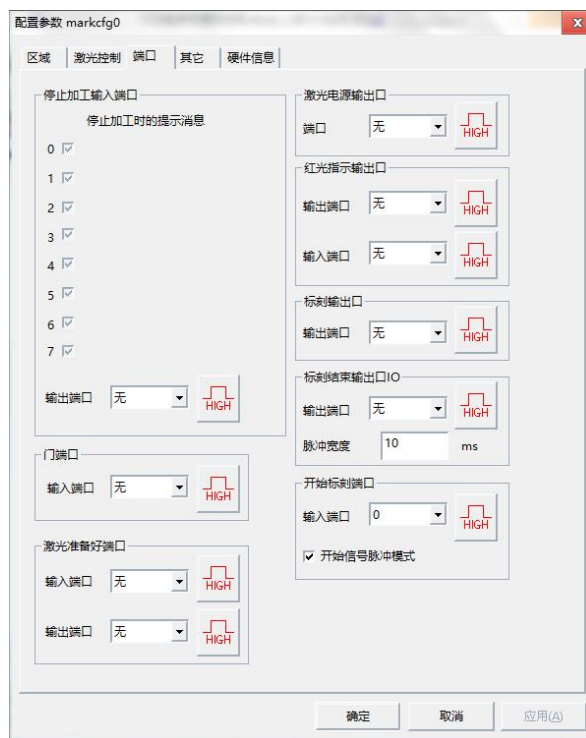 配置参数 markcfg0
x
区域
激光控制
端口
其它
硬件信息
停止加工输入端口
停止加工时的提示消息
0
1
2
3
4
5
6
7
输出端口 无 HIGH
门端口
输入端口 无 HIGH
激光准备好端口
输入端口 无 HIGH
输出端口 无 HIGH
激光电源输出口
端口 无 HIGH
红光指示输出口
输出端口 无 HIGH
输入端口 无 HIGH
标刻输出口
输出端口 无 HIGH
标刻结束输出口IO
输出端口 无 HIGH
脉冲宽度 10 ms
开始标刻端口
输入端口 0 HIGH
开始信号脉冲模式
确定
取消
应用(A)